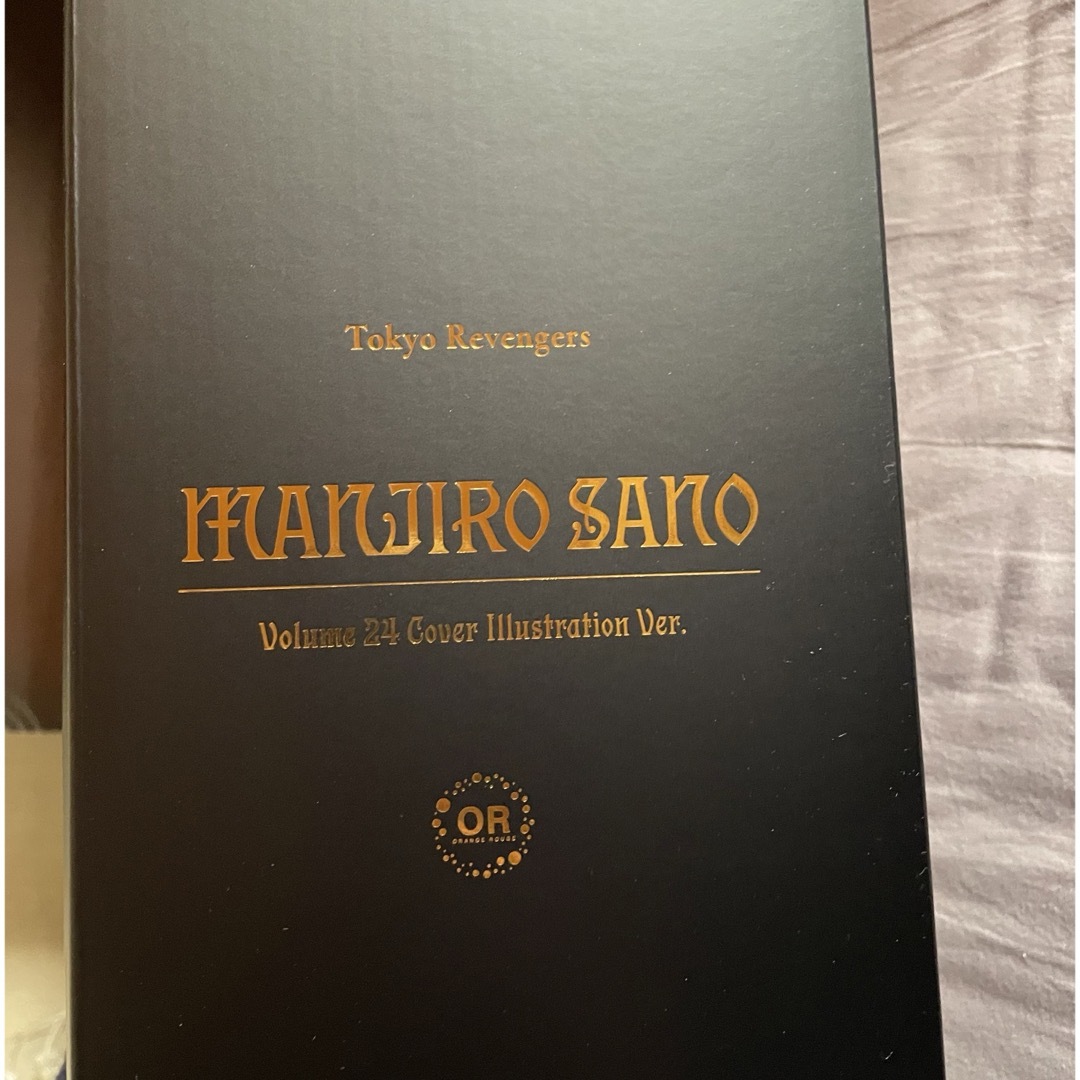 Tokyo Revengers
MANJIRO SANO
Volume 24 Cover Illustration Ver.
OR
ORANGE ROUGE